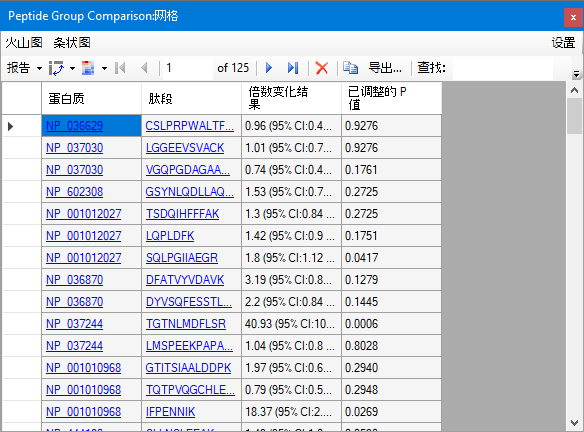 Peptide Group Comparison:网格
x
火山图 条状图 设置
报告 1 of 125 导出... 查找:
蛋白质 肽段 倍数变化结果 已调整的 P 值
NP_036629 CSLPRPWALTF... 0.96 (95% CI:0.4... 0.9276
NP_037030 LGGEEVSVACK 1.01 (95% CI:0.7... 0.9276
NP_037030 VGQPGDAGAA... 0.74 (95% CI:0.4... 0.1761
NP_602308 GSYNLQDLLAQ... 1.53 (95% CI:0.7... 0.2725
NP_001012027 TSDQIHFFFAK 1.3 (95% CI:0.84 ... 0.2725
NP_001012027 LQPLDFK 1.42 (95% CI:0.9 ... 0.1751
NP_001012027 SQLPGIIAEGR 1.8 (95% CI:1.12 ... 0.0417
NP_036870 DFATVYVDAVK 3.19 (95% CI:0.8... 0.1279
NP_036870 DYVSQFESSTL... 2.2 (95% CI:0.84 ... 0.1445
NP_037244 TGTNLMDFLSR 40.93 (95% CI:10... 0.0006
NP_037244 LMSPEEKPAPA... 1.04 (95% CI:0.8 ... 0.8028
NP_001010968 GTITSIAALDDPK 1.97 (95% CI:0.6... 0.2940
NP_001010968 TQTPVQGCHLE... 0.79 (95% CI:0.5... 0.2948
NP_001010968 IFPENNIK 18.37 (95% CI:2.... 0.0269